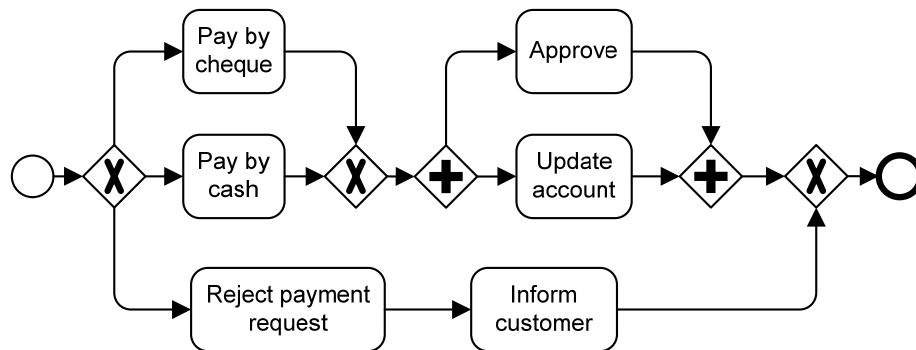 Pay by
cheque
Approve
Pay by
cash
Update
account
Reject payment
request
Inform
customer